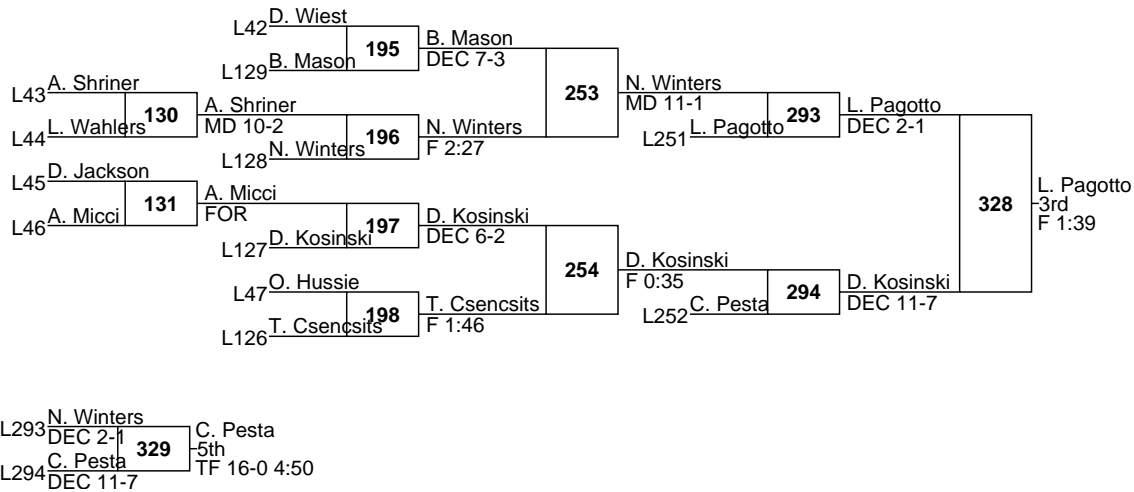 L42 D. Wiest
195
B. Mason
DEC 7-3
L129 B. Mason
L43 A. Shriner
130
A. Shriner
MD 10-2
L44 L. Wahlers
196
N. Winters
F 2:27
L128 N. Winters
253
N. Winters
MD 11-1
293
L. Pagotto
DEC 2-1
L251 L. Pagotto
L45 D. Jackson
131
A. Micci
FOR
L46 A. Micci
197
D. Kosinski
DEC 6-2
L127 D. Kosinski
328
L. Pagotto
3rd
F 1:39
254
D. Kosinski
F 0:35
294
D. Kosinski
DEC 11-7
L252 C. Pesta
L47 O. Hussie
198
T. Csencsits
F 1:46
L126 T. Csencsits
L293 N. Winters
DEC 2-1
329
C. Pesta
5th
TF 16-0 4:50
L294 C. Pesta
DEC 11-7